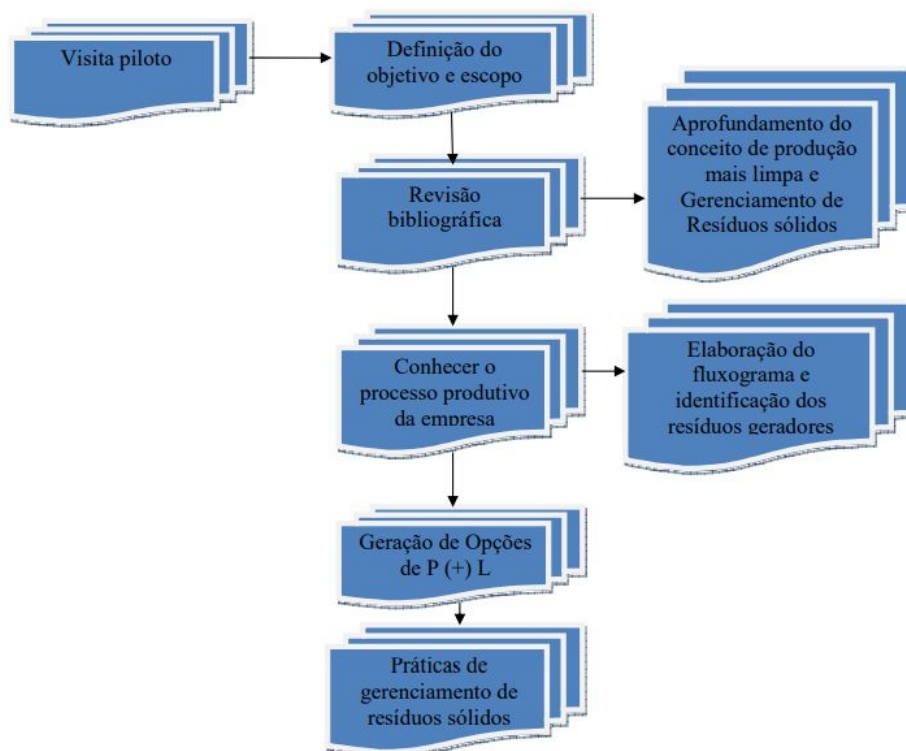 Visita piloto
Definição do
objetivo e escopo
Revisão
bibliográfica
Aprofundamento do
conceito de produção
mais limpa e
Gerenciamento de
Resíduos sólidos
Conhecer o
processo produtivo
da empresa
Elaboração do
fluxograma e
identificação dos
resíduos geradores
Geração de Opções
de P (+) L
Práticas de
gerenciamento de
resíduos sólidos